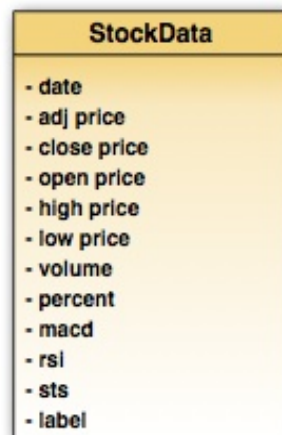 StockData
- date
- adj price
- close price
- open price
- high price
- low price
- volume
- percent
- macd
- rsi
- sts
- label